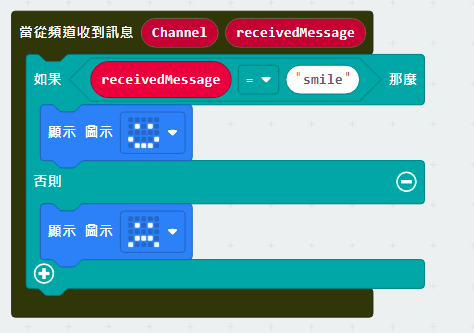 當從頻道收到訊息 Channel receivedMessage
如果 receivedMessage = "smile" 那麼
顯示 圖示
否則
顯示 圖示